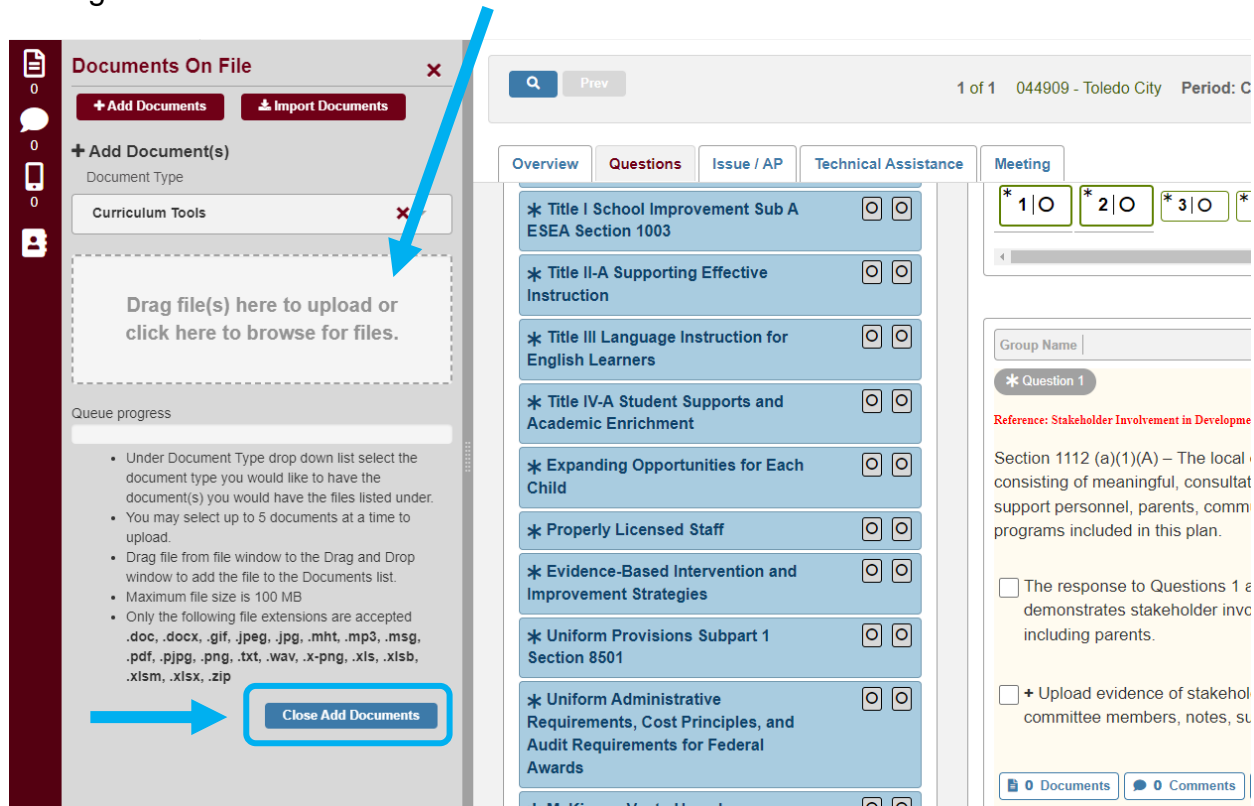 0
0
0
Documents On File
Add Documents
Import Documents
Add Document(s)
Document Type
Curriculum Tools
Drag file(s) here to upload or
click here to browse for files.
Queue progress
• Under Document Type drop down list select the
document type you would like to have the
document(s) you would have the files listed under.
• You may select up to 5 documents at a time to
upload.
• Drag file from file window to the Drag and Drop
window to add the file to the Documents list.
• Maximum file size is 100 MB
• Only the following file extensions are accepted
.doc, .docx, .gif, .jpeg, .jpg, .mht, .mp3, .msg,
.pdf, .pjpg, .png, .txt, .wav, .x-png, .xls, .xlsb,
.xlsm, .xlsx, .zip
Close Add Documents
Prev
1 of 1 044909 - Toledo City Period: C
Overview Questions Issue / AP Technical Assistance Meeting
* Title I School Improvement Sub A
ESEA Section 1003
* Title II-A Supporting Effective
Instruction
* Title III Language Instruction for
English Learners
* Title IV-A Student Supports and
Academic Enrichment
* Expanding Opportunities for Each
Child
* Properly Licensed Staff
* Evidence-Based Intervention and
Improvement Strategies
* Uniform Provisions Subpart 1
Section 8501
* Uniform Administrative
Requirements, Cost Principles, and
Audit Requirements for Federal
Awards
* 1|O * 2|O * 3|O *
Group Name
* Question 1
Reference: Stakeholder Involvement in Developme
Section 1112 (a)(1)(A) – The local
consisting of meaningful, consultat
support personnel, parents, comm
programs included in this plan.
The response to Questions 1 a
demonstrates stakeholder invo
including parents.
+ Upload evidence of stakehol
committee members, notes, su
0 Documents 0 Comments